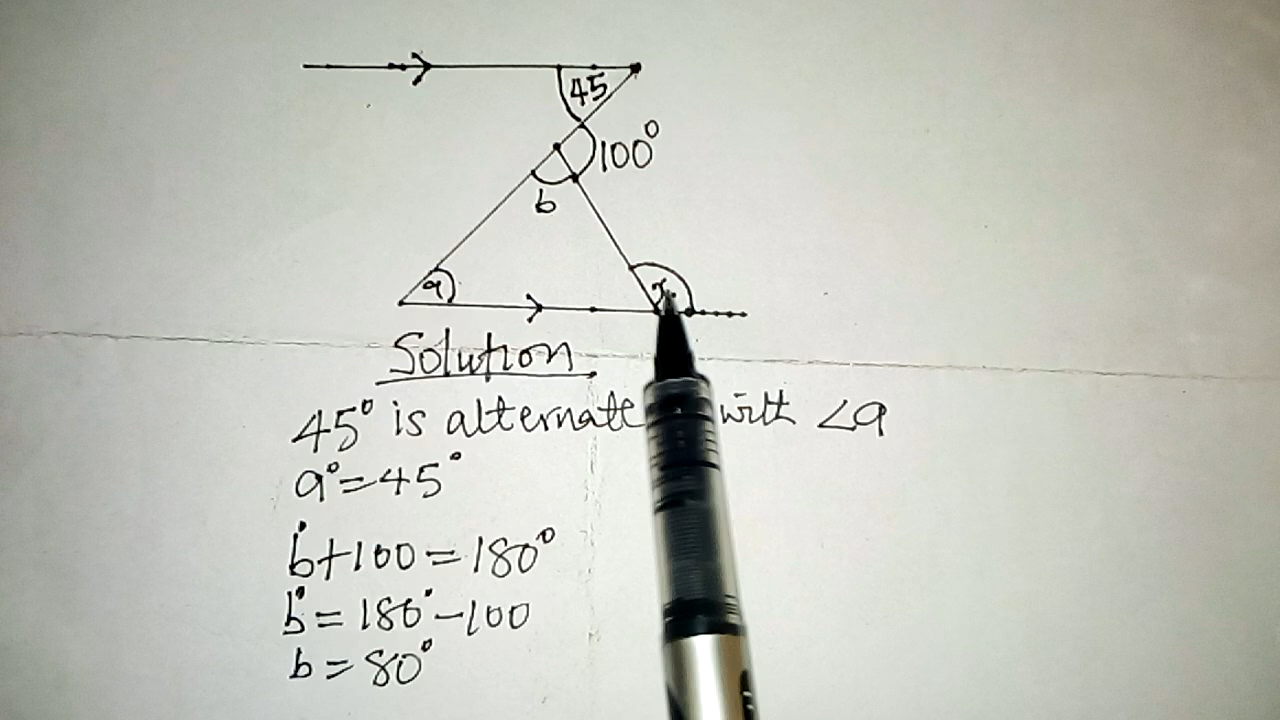 45
100°
b
a
x
Solution
45° is alternate with ∠a
a° = 45°
b° + 100 = 180°
b° = 180° - 100
b = 80°